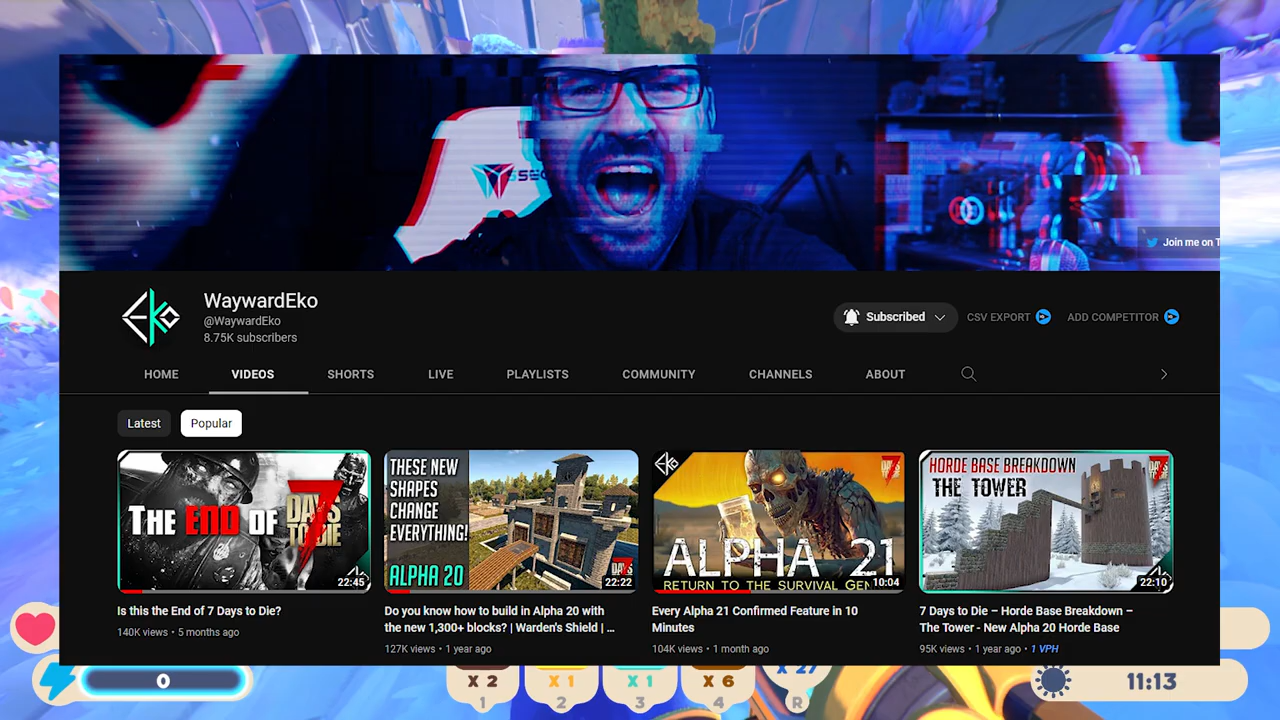 SSEC
Join me on T
Eko
WaywardEko
@WaywardEko
8.75K subscribers
Subscribed
CSV EXPORT
ADD COMPETITOR
HOME
VIDEOS
SHORTS
LIVE
PLAYLISTS
COMMUNITY
CHANNELS
ABOUT
Latest
Popular
THE END OF
7 DAYS TO DIE
22:45
THESE NEW
SHAPES
CHANGE
EVERYTHING!
ALPHA 20
22:22
Eko
ALPHA 21
RETURN TO THE SURVIVAL GEN
10:04
HORDE BASE BREAKDOWN
THE TOWER
22:10
Is this the End of 7 Days to Die?
140K views • 5 months ago
Do you know how to build in Alpha 20 with
the new 1,300+ blocks? | Warden's Shield | ...
127K views • 1 year ago
Every Alpha 21 Confirmed Feature in 10
Minutes
104K views • 1 month ago
7 Days to Die – Horde Base Breakdown –
The Tower - New Alpha 20 Horde Base
95K views • 1 year ago • 1 VPH
0
X 2
X 1
X 1
X 6
X 27
1
2
3
4
R
11:13